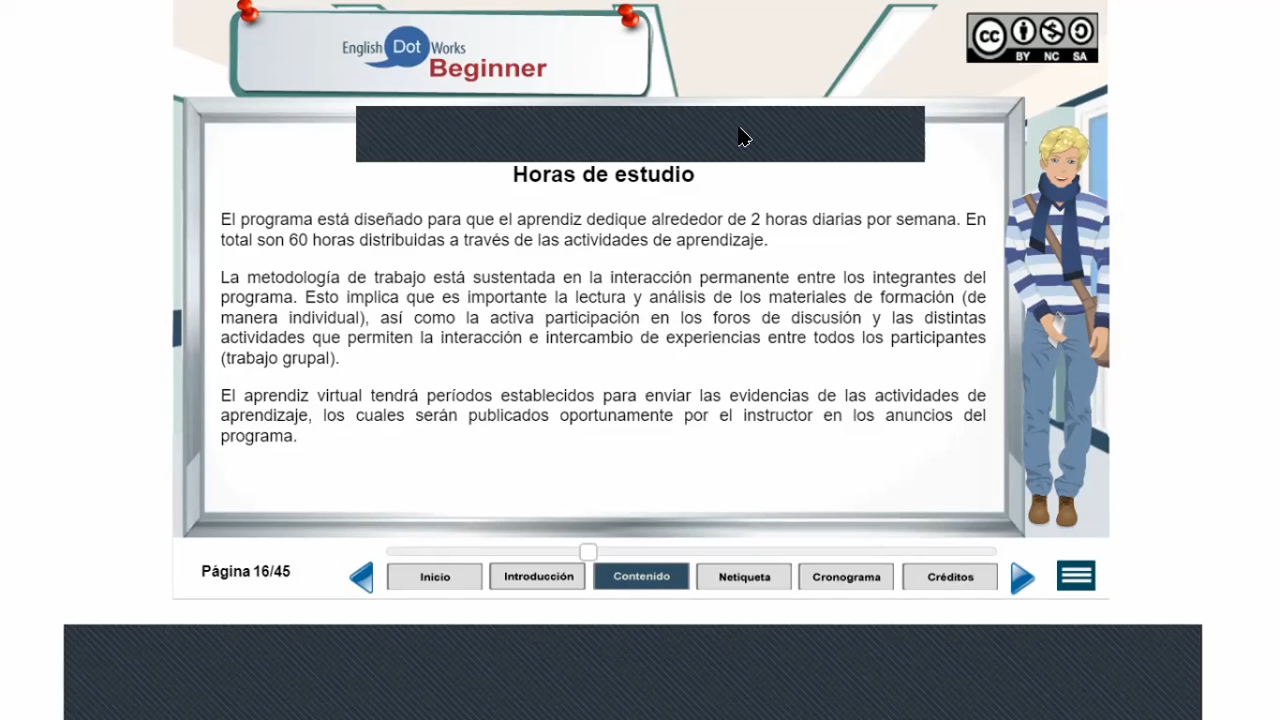 English Dot Works
Beginner
BY NC SA
Horas de estudio
El programa está diseñado para que el aprendiz dedique alrededor de 2 horas diarias por semana. En
total son 60 horas distribuidas a través de las actividades de aprendizaje.
La metodología de trabajo está sustentada en la interacción permanente entre los integrantes del
programa. Esto implica que es importante la lectura y análisis de los materiales de formación (de
manera individual), así como la activa participación en los foros de discusión y las distintas
actividades que permiten la interacción e intercambio de experiencias entre todos los participantes
(trabajo grupal).
El aprendiz virtual tendrá períodos establecidos para enviar las evidencias de las actividades de
aprendizaje, los cuales serán publicados oportunamente por el instructor en los anuncios del
programa.
Página 16/45
Inicio
Introducción
Contenido
Netiqueta
Cronograma
Créditos